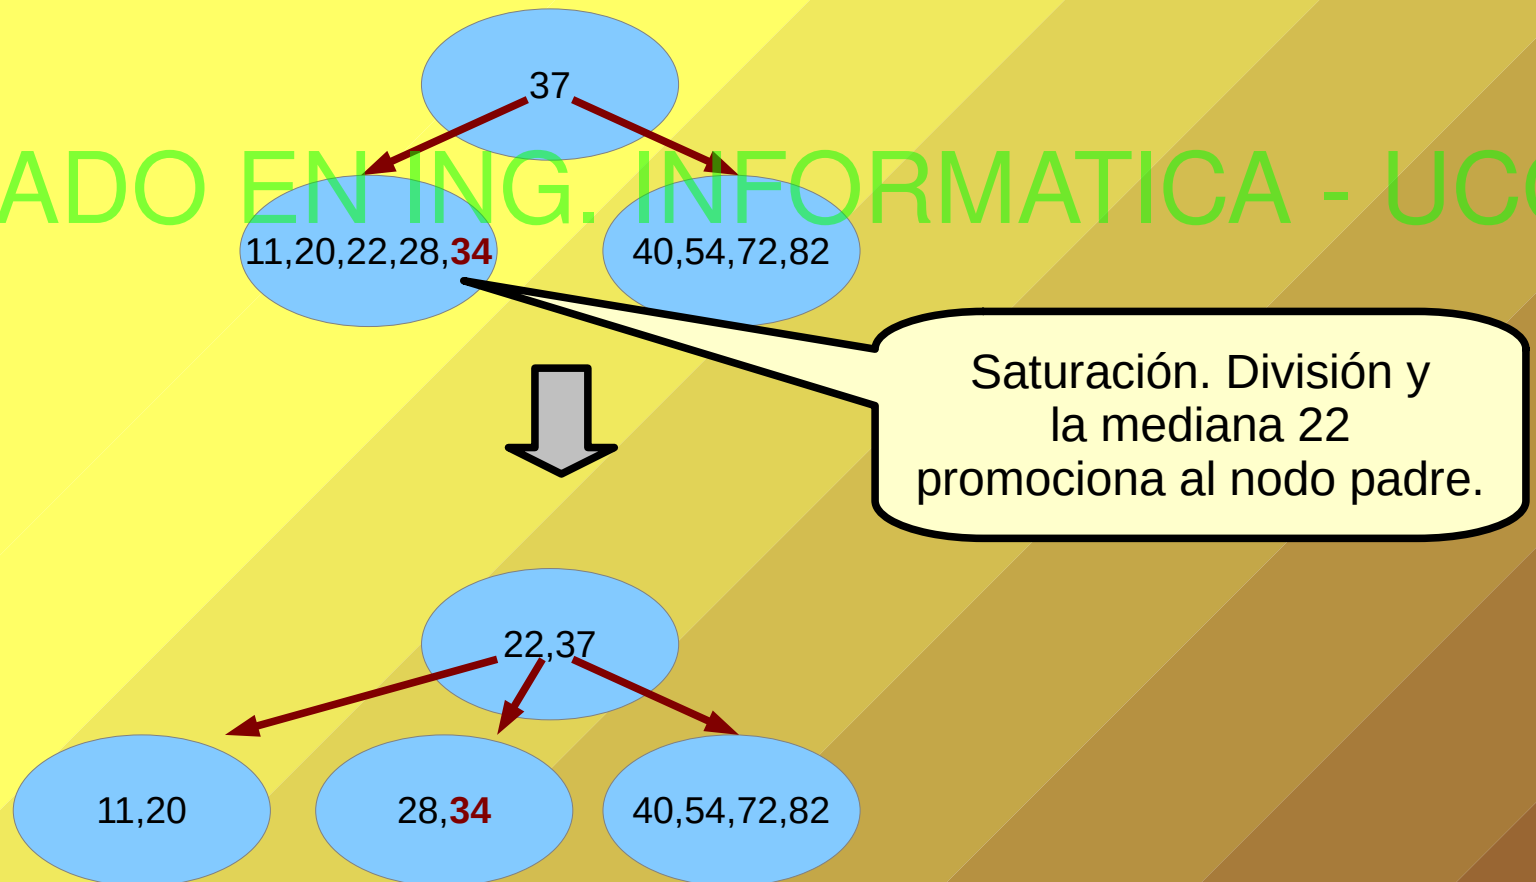 37
ADO EN ING. INFORMATICA - UC
11,20,22,28,34
40,54,72,82
Saturación. División y
la mediana 22
promociona al nodo padre.
22,37
11,20
28,34
40,54,72,82